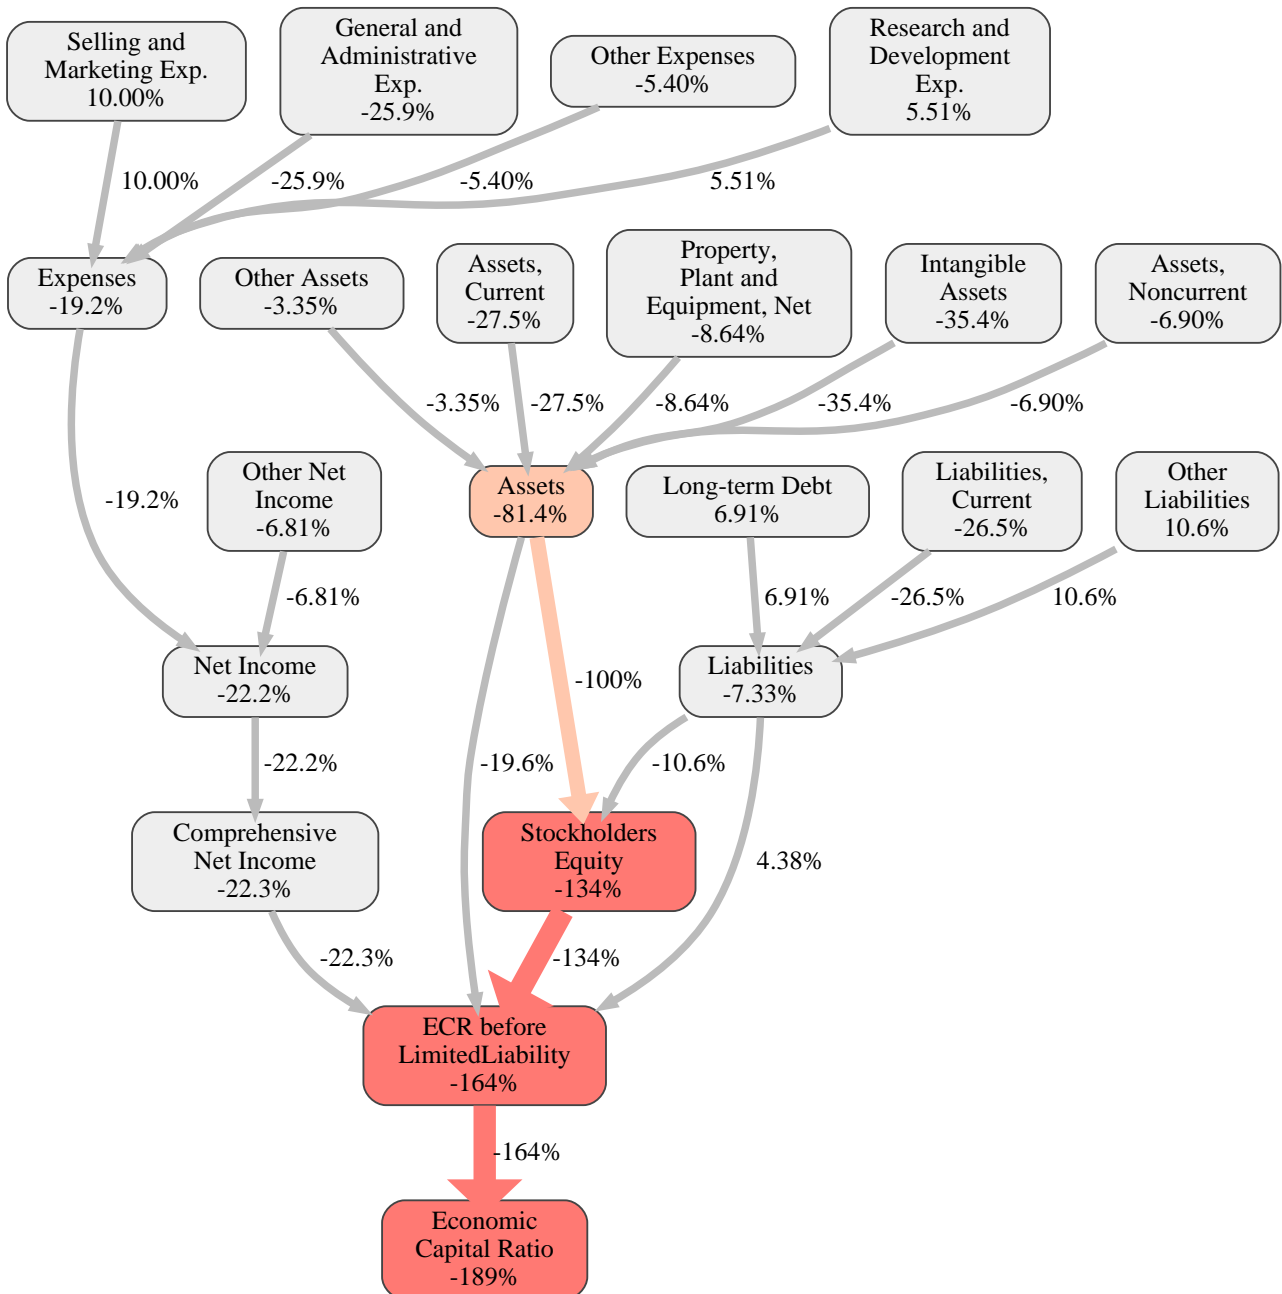 Selling and
Marketing Exp.
10.00%
General and
Administrative
Exp.
-25.9%
Other Expenses
-5.40%
Research and
Development
Exp.
5.51%
10.00%
-25.9%
-5.40%
5.51%
Expenses
-19.2%
Other Assets
-3.35%
Assets,
Current
-27.5%
Property,
Plant and
Equipment, Net
-8.64%
Intangible
Assets
-35.4%
Assets,
Noncurrent
-6.90%
-3.35%
-27.5%
-8.64%
-35.4%
-6.90%
-19.2%
Other Net
Income
-6.81%
Assets
-81.4%
Long-term Debt
6.91%
Liabilities,
Current
-26.5%
Other
Liabilities
10.6%
-6.81%
6.91%
-26.5%
10.6%
Net Income
-22.2%
-100%
Liabilities
-7.33%
-22.2%
-19.6%
-10.6%
Comprehensive
Net Income
-22.3%
Stockholders
Equity
-134%
4.38%
-22.3%
-134%
ECR before
LimitedLiability
-164%
-164%
Economic
Capital Ratio
-189%